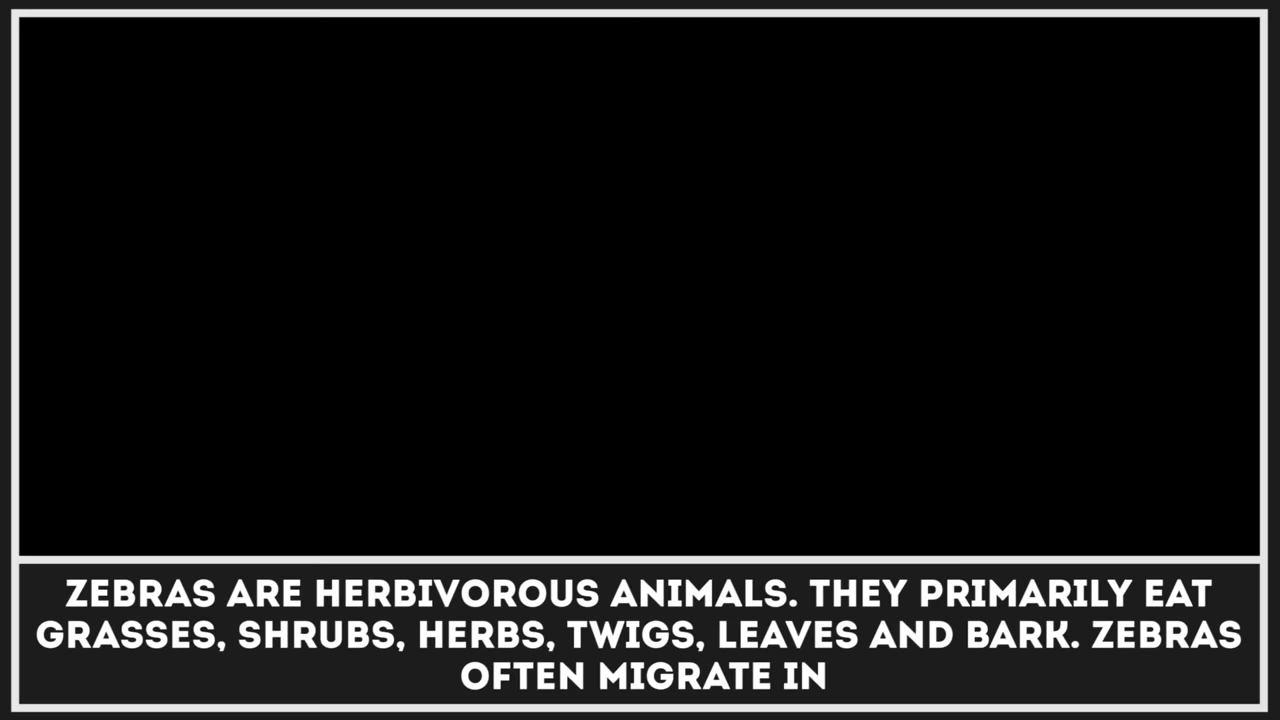 ZEBRAS ARE HERBIVOROUS ANIMALS. THEY PRIMARILY EAT
GRASSES, SHRUBS, HERBS, TWIGS, LEAVES AND BARK. ZEBRAS
OFTEN MIGRATE IN